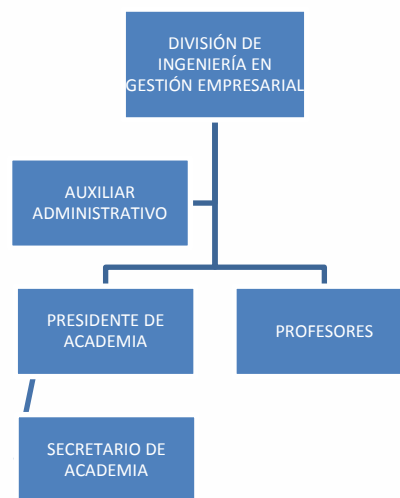 DIVISIÓN DE
INGENIERÍA EN
GESTIÓN EMPRESARIAL
AUXILIAR
ADMINISTRATIVO
PRESIDENTE DE
ACADEMIA
PROFESORES
SECRETARIO DE
ACADEMIA